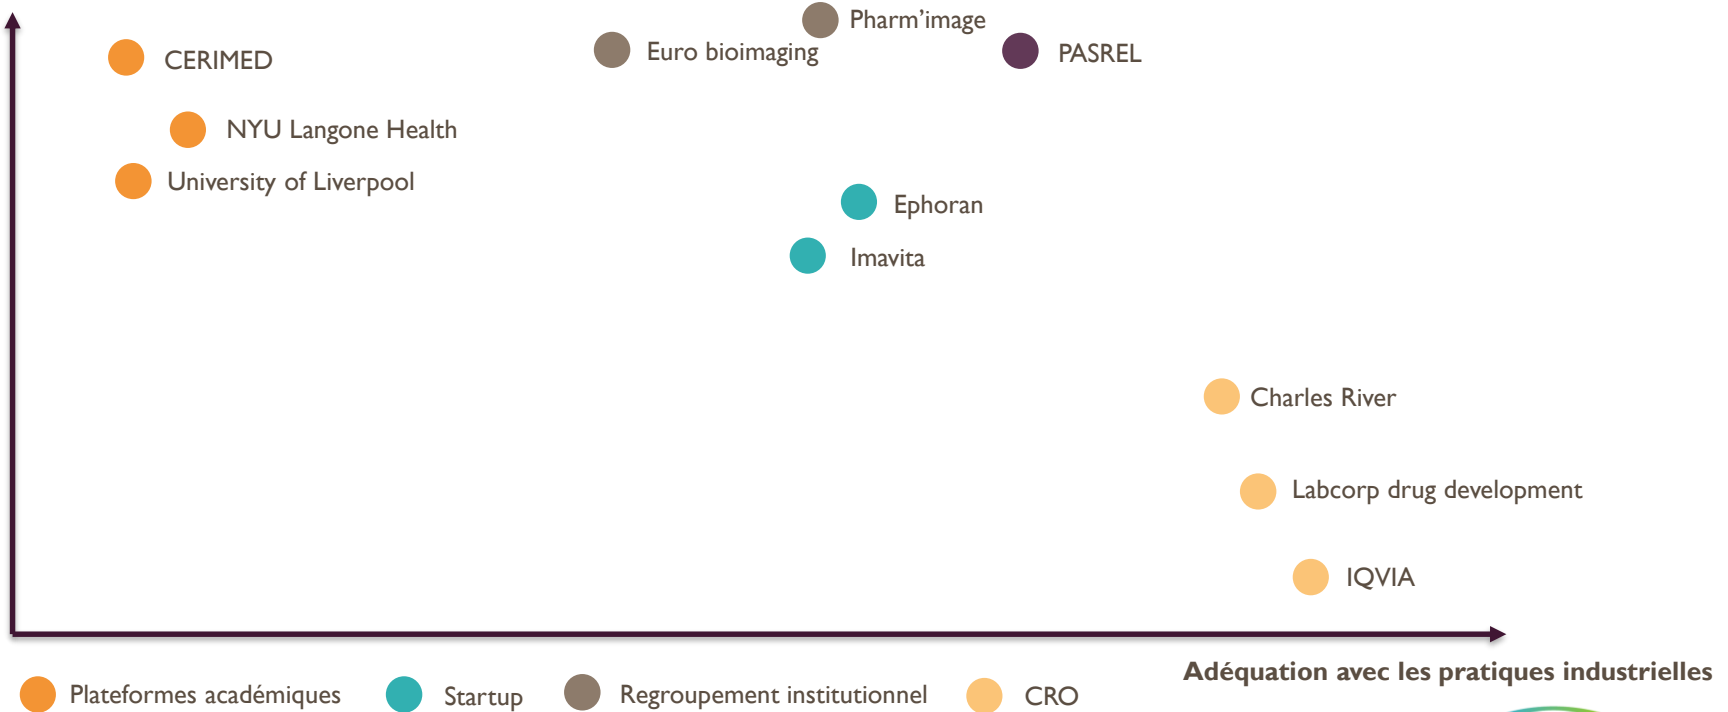 Pharm'image
Euro bioimaging
PASREL
CERIMED
NYU Langone Health
University of Liverpool
Ephoran
Imavita
Charles River
Labcorp drug development
IQVIA
Adéquation avec les pratiques industrielles
Plateformes académiques
Startup
Regroupement institutionnel
CRO